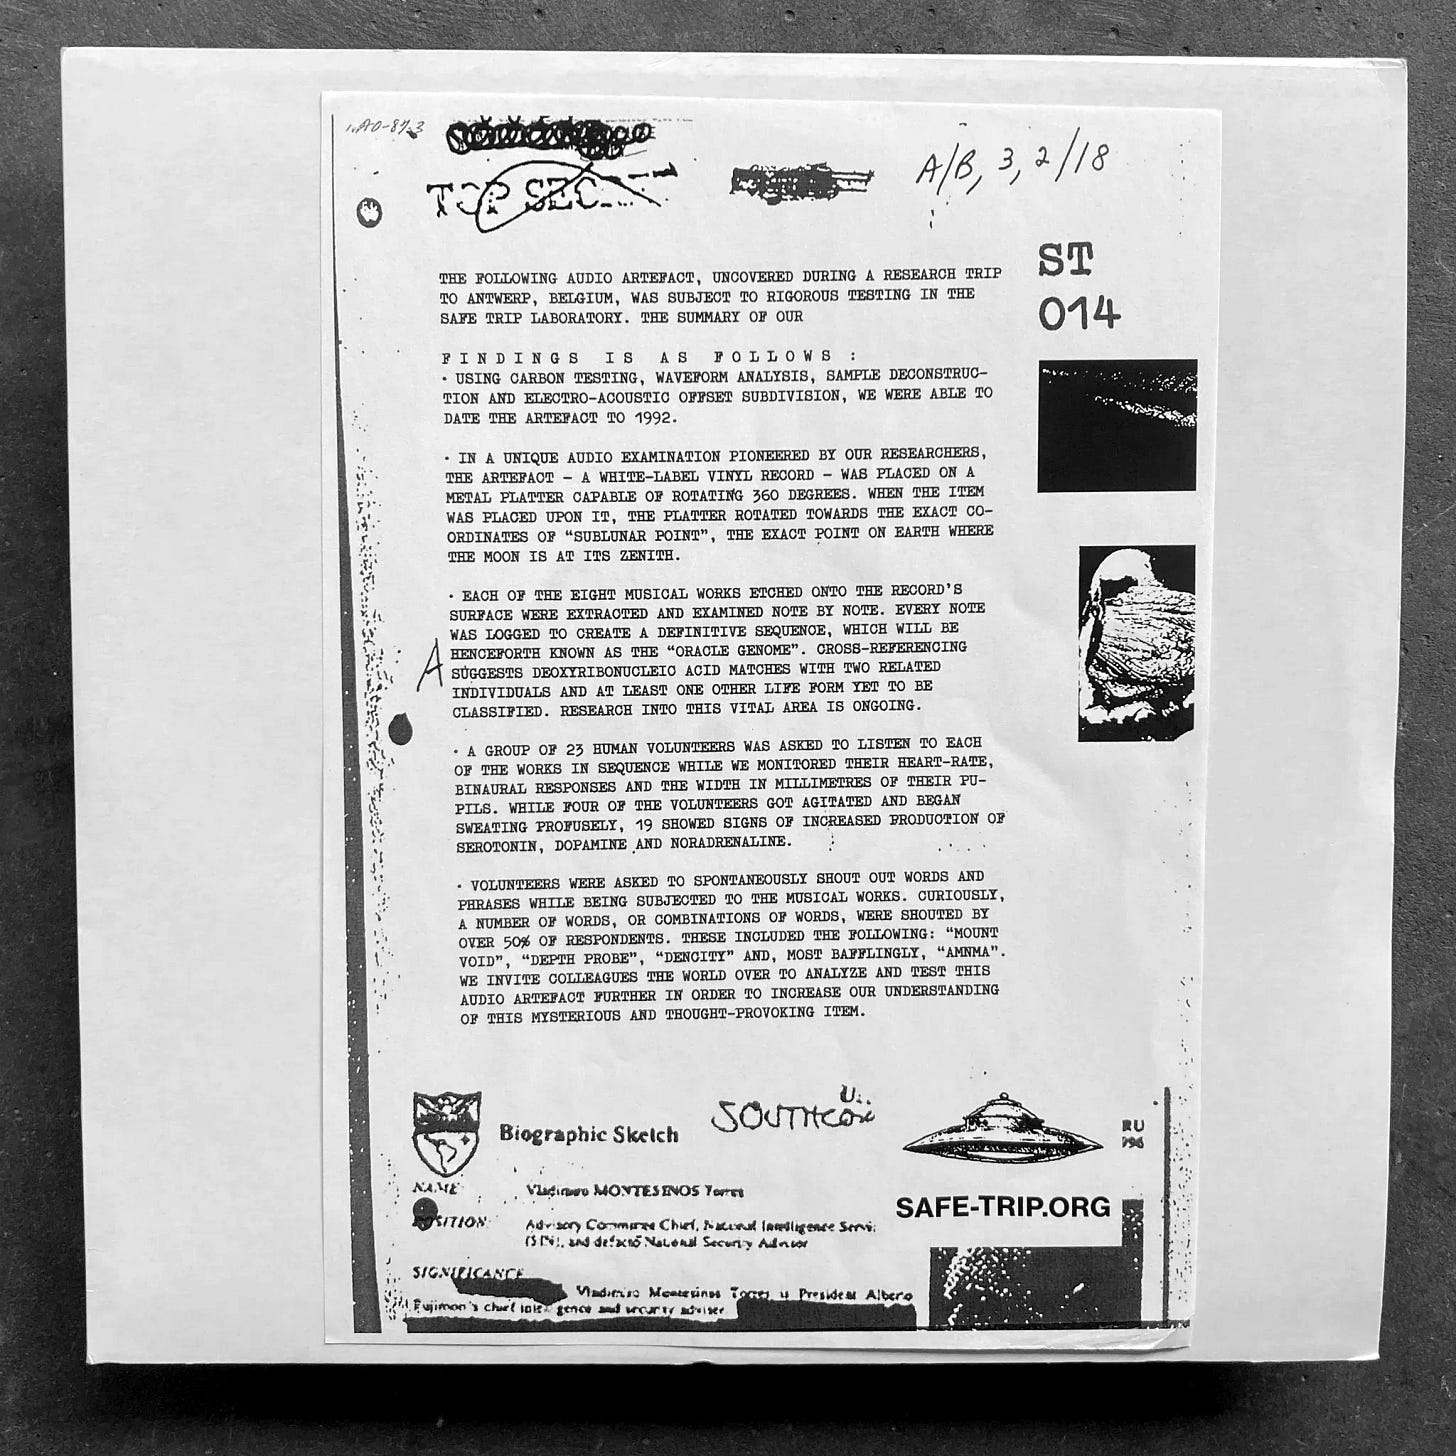 A/B, 3, 2/18
ST
014
THE FOLLOWING AUDIO ARTEFACT, UNCOVERED DURING A RESEARCH TRIP
TO ANTWERP, BELGIUM, WAS SUBJECT TO RIGOROUS TESTING IN THE
SAFE TRIP LABORATORY. THE SUMMARY OF OUR
FINDINGS IS AS FOLLOWS :
· USING CARBON TESTING, WAVEFORM ANALYSIS, SAMPLE DECONSTRUC-
TION AND ELECTRO-ACOUSTIC OFFSET SUBDIVISION, WE WERE ABLE TO
DATE THE ARTEFACT TO 1992.
· IN A UNIQUE AUDIO EXAMINATION PIONEERED BY OUR RESEARCHERS,
THE ARTEFACT – A WHITE-LABEL VINYL RECORD – WAS PLACED ON A
METAL PLATTER CAPABLE OF ROTATING 360 DEGREES. WHEN THE ITEM
WAS PLACED UPON IT, THE PLATTER ROTATED TOWARDS THE EXACT CO-
ORDINATES OF “SUBLUNAR POINT”, THE EXACT POINT ON EARTH WHERE
THE MOON IS AT ITS ZENITH.
· EACH OF THE EIGHT MUSICAL WORKS ETCHED ONTO THE RECORD’S
SURFACE WERE EXTRACTED AND EXAMINED NOTE BY NOTE. EVERY NOTE
WAS LOGGED TO CREATE A DEFINITIVE SEQUENCE, WHICH WILL BE
HENCEFORTH KNOWN AS THE “ORACLE GENOME”. CROSS-REFERENCING
SUGGESTS DEOXYRIBONUCLEIC ACID MATCHES WITH TWO RELATED
INDIVIDUALS AND AT LEAST ONE OTHER LIFE FORM YET TO BE
CLASSIFIED. RESEARCH INTO THIS VITAL AREA IS ONGOING.
A
· A GROUP OF 23 HUMAN VOLUNTEERS WAS ASKED TO LISTEN TO EACH
OF THE WORKS IN SEQUENCE WHILE WE MONITORED THEIR HEART-RATE,
BINAURAL RESPONSES AND THE WIDTH IN MILLIMETRES OF THEIR PU-
PILS. WHILE FOUR OF THE VOLUNTEERS GOT AGITATED AND BEGAN
SWEATING PROFUSELY, 19 SHOWED SIGNS OF INCREASED PRODUCTION OF
SEROTONIN, DOPAMINE AND NORADRENALINE.
· VOLUNTEERS WERE ASKED TO SPONTANEOUSLY SHOUT OUT WORDS AND
PHRASES WHILE BEING SUBJECTED TO THE MUSICAL WORKS. CURIOUSLY,
A NUMBER OF WORDS, OR COMBINATIONS OF WORDS, WERE SHOUTED BY
OVER 50% OF RESPONDENTS. THESE INCLUDED THE FOLLOWING: “MOUNT
VOID”, “DEPTH PROBE”, “DENCITY” AND, MOST BAFFLINGLY, “AMNMA”.
WE INVITE COLLEAGUES THE WORLD OVER TO ANALYZE AND TEST THIS
AUDIO ARTEFACT FURTHER IN ORDER TO INCREASE OUR UNDERSTANDING
OF THIS MYSTERIOUS AND THOUGHT-PROVOKING ITEM.
Biographic Sketch
RU
SAFE-TRIP.ORG
NAME
Vladimiro MONTESINOS Torres
POSITION
Advisory Committee Chief, National Intelligence
(SIN), and defacto National Security Advisor
SIGNIFICANCE
Vladimiro Montesinos Torres is President Alberto
Fujimori's chief intelligence and security adviser